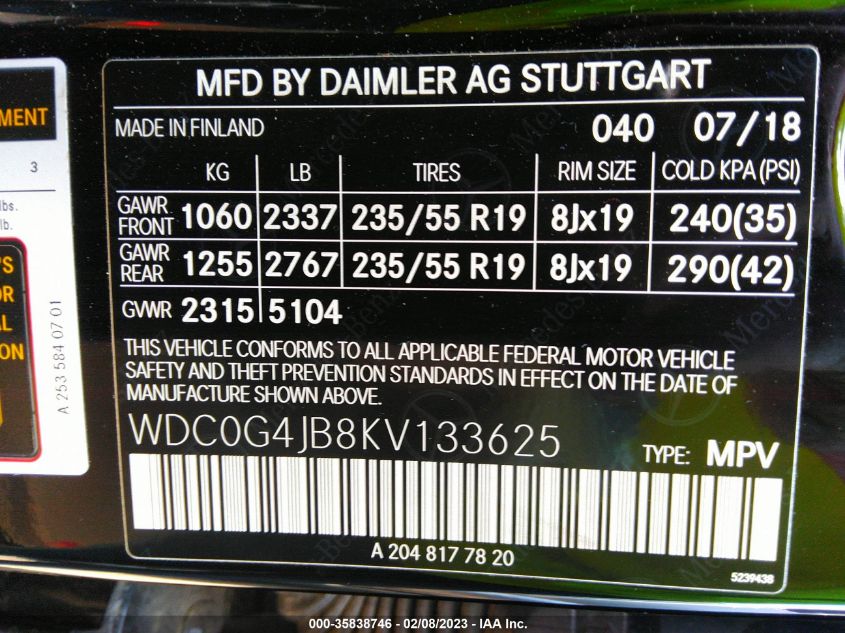 MFD BY DAIMLER AG STUTTGART
MADE IN FINLAND 040 07/18
KG LB TIRES RIM SIZE COLD KPA (PSI)
GAWR FRONT 1060 2337 235/55 R19 8Jx19 240(35)
GAWR REAR 1255 2767 235/55 R19 8Jx19 290(42)
GVWR 2315 5104
THIS VEHICLE CONFORMS TO ALL APPLICABLE FEDERAL MOTOR VEHICLE
SAFETY AND THEFT PREVENTION STANDARDS IN EFFECT ON THE DATE OF
MANUFACTURE SHOWN ABOVE.
WDC0G4JB8KV133625 TYPE: MPV
A 204 817 78 20
5239438
MENT
3
lbs.
lb.
'S
OR
AL
ON
A 253 584 07 01
000-35838746 - 02/08/2023 - IAA Inc.